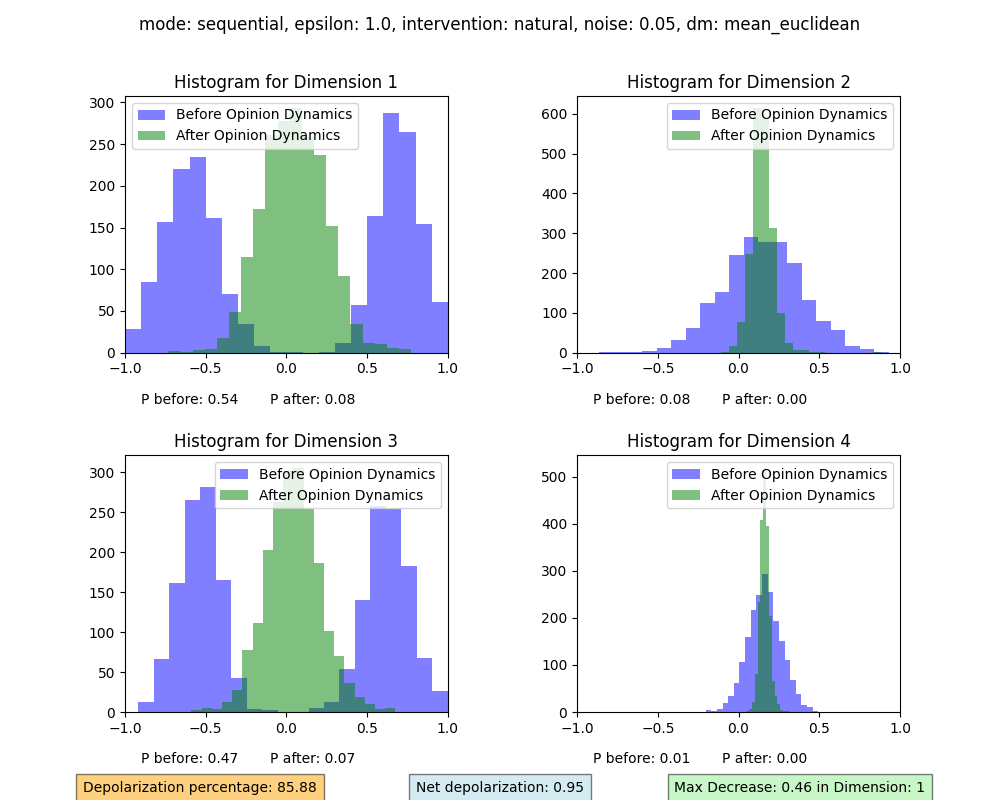 mode: sequential, epsilon: 1.0, intervention: natural, noise: 0.05, dm: mean_euclidean
Histogram for Dimension 1
Before Opinion Dynamics
After Opinion Dynamics
300
250
200
150
100
50
0
−1.0 −0.5 0.0 0.5 1.0
P before: 0.54 P after: 0.08
Histogram for Dimension 2
Before Opinion Dynamics
After Opinion Dynamics
600
500
400
300
200
100
0
−1.0 −0.5 0.0 0.5 1.0
P before: 0.08 P after: 0.00
Histogram for Dimension 3
Before Opinion Dynamics
After Opinion Dynamics
300
250
200
150
100
50
0
−1.0 −0.5 0.0 0.5 1.0
P before: 0.47 P after: 0.07
Histogram for Dimension 4
Before Opinion Dynamics
After Opinion Dynamics
500
400
300
200
100
0
−1.0 −0.5 0.0 0.5 1.0
P before: 0.01 P after: 0.00
Depolarization percentage: 85.88
Net depolarization: 0.95
Max Decrease: 0.46 in Dimension: 1